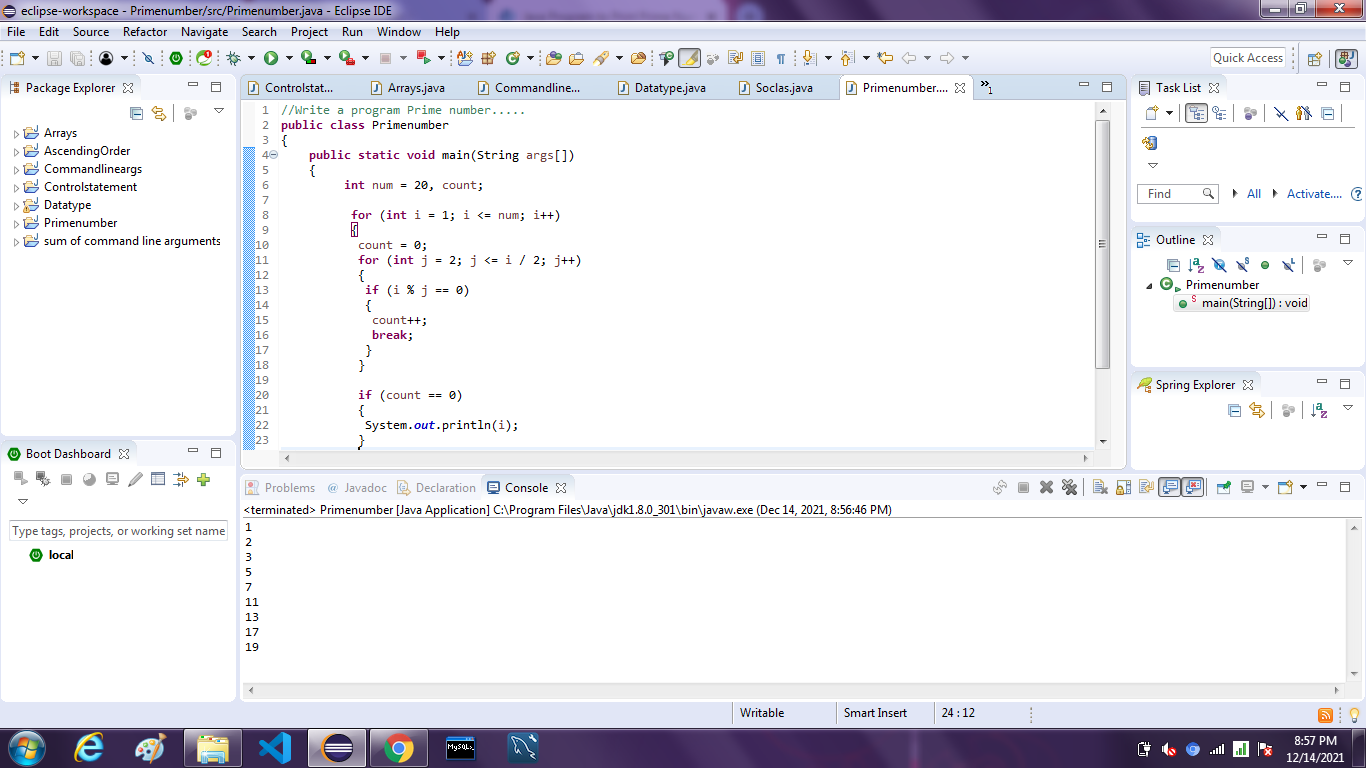 eclipse-workspace - Primenumber/src/Primenumber.java - Eclipse IDE
File Edit Source Refactor Navigate Search Project Run Window Help
Quick Access
Package Explorer
Arrays
AscendingOrder
Commandlineargs
Controlstatement
Datatype
Primenumber
sum of command line arguments
Boot Dashboard
Type tags, projects, or working set name
local
Controlstat... Arrays.java Commandline... Datatype.java Soclas.java Primenumber.... »1
1 //Write a program Prime number.....
2 public class Primenumber
3 {
4 public static void main(String args[])
5 {
6 int num = 20, count;
7
8 for (int i = 1; i <= num; i++)
9 {
10 count = 0;
11 for (int j = 2; j <= i / 2; j++)
12 {
13 if (i % j == 0)
14 {
15 count++;
16 break;
17 }
18 }
19
20 if (count == 0)
21 {
22 System.out.println(i);
23 }
Task List
Find All Activate....
Outline
Primenumber
main(String[]) : void
Spring Explorer
Problems @ Javadoc Declaration Console
<terminated> Primenumber [Java Application] C:\Program Files\Java\jdk1.8.0_301\bin\javaw.exe (Dec 14, 2021, 8:56:46 PM)
1
2
3
5
7
11
13
17
19
Writable Smart Insert 24 : 12
MySQL
8:57 PM
12/14/2021